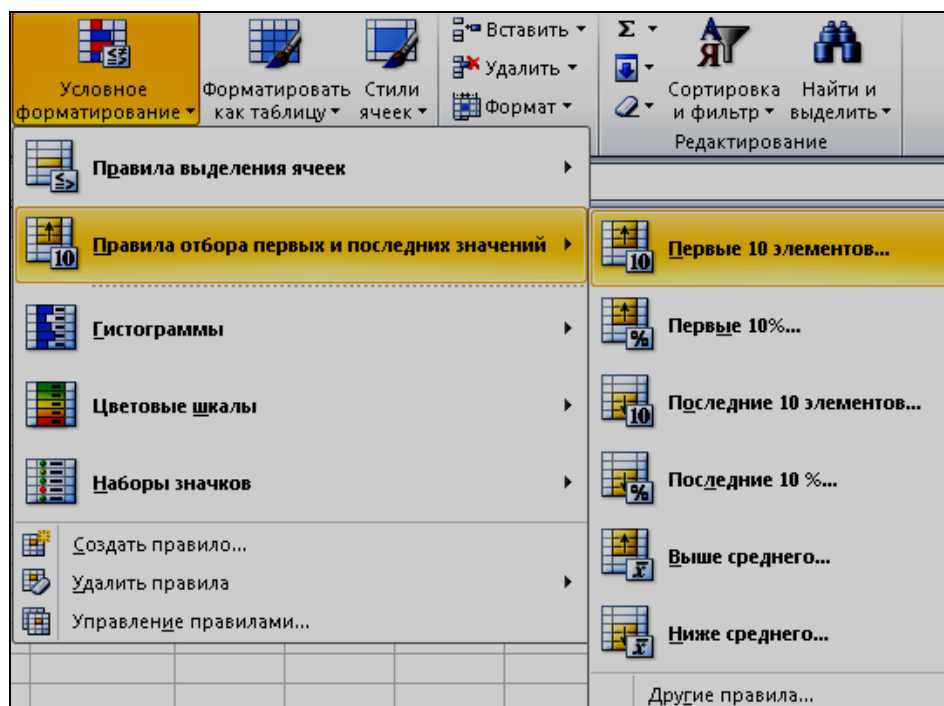 Условное
форматирование
Форматировать
как таблицу
Стили
ячеек
Вставить
Удалить
Формат
Σ
Сортировка
и фильтр
Найти и
выделить
Редактирование
Правила выделения ячеек
Правила отбора первых и последних значений
Гистограммы
Цветовые шкалы
Наборы значков
Создать правило...
Удалить правила
Управление правилами...
Первые 10 элементов...
Первые 10%...
Последние 10 элементов...
Последние 10 %...
Выше среднего...
Ниже среднего...
Другие правила...